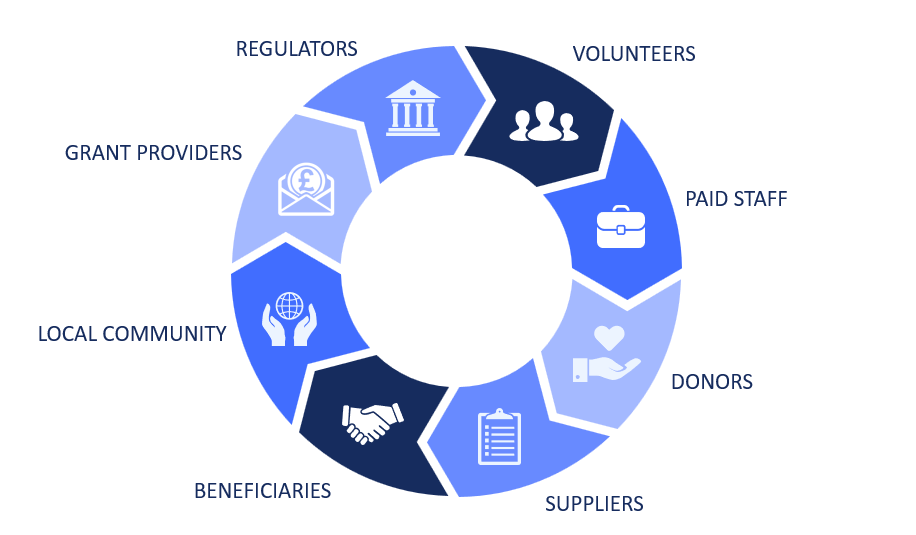 REGULATORS
VOLUNTEERS
GRANT PROVIDERS
PAID STAFF
LOCAL COMMUNITY
DONORS
BENEFICIARIES
SUPPLIERS
£